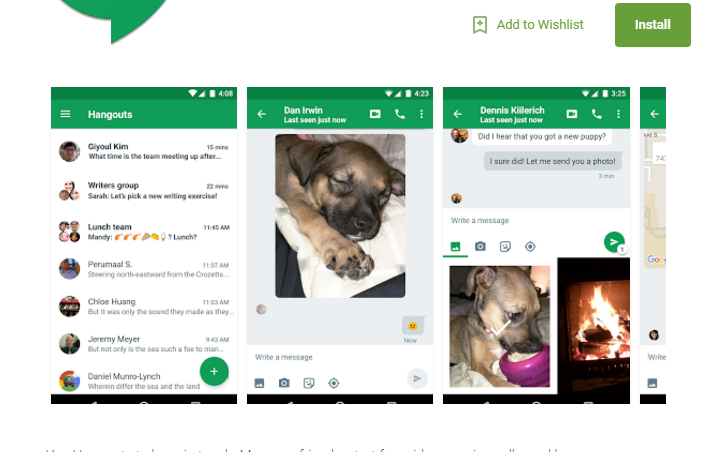 Add to Wishlist
Install
4:08
Hangouts
Giyoul Kim 15 mins
What time is the team meeting up after...
Writers group 22 mins
Sarah: Let's pick a new writing exercise!
Lunch team 11:45 AM
Mandy: ? Lunch?
Perumaal S. 11:07 AM
Steering north-eastward from the Crozetts...
Chloe Huang 11:03 AM
But it was only the sound they made as they...
Jeremy Meyer 9:43 AM
But not only is the sea such a foe to man...
Daniel Munro-Lynch
Wherein differ the sea and the land
4:23
Dan Irwin
Last seen just now
Now
Write a message
3:25
Dennis Kiilerich
Last seen just now
Did I hear that you got a new puppy?
I sure did! Let me send you a photo!
3 min
Write a message